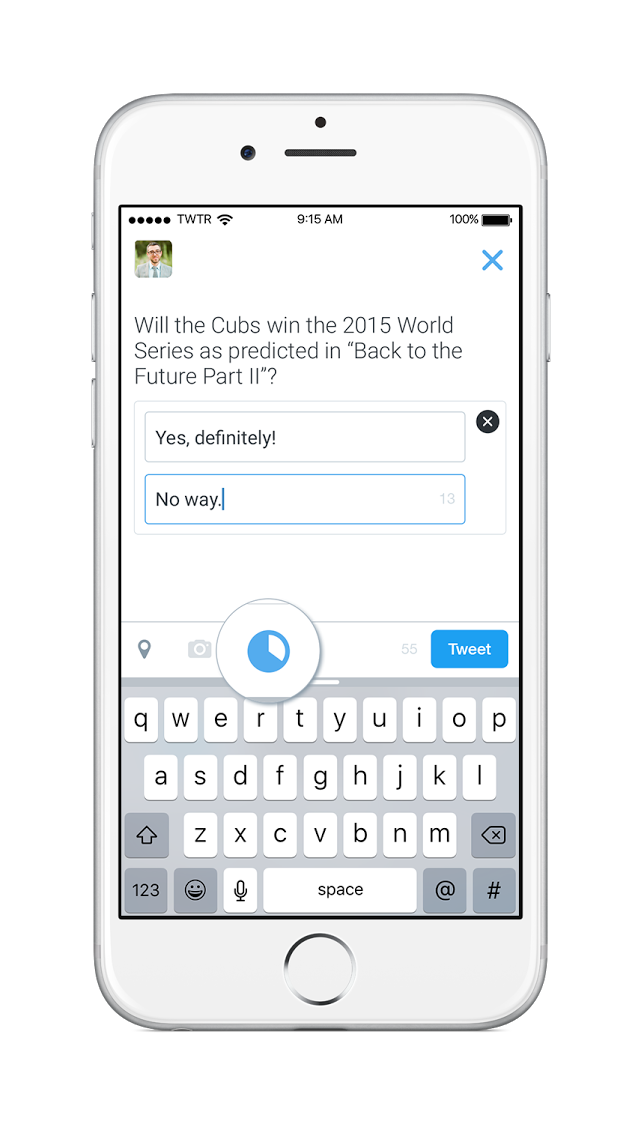 TWTR 9:15 AM 100%
Will the Cubs win the 2015 World
Series as predicted in “Back to the
Future Part II”?
Yes, definitely!
No way. 13
55 Tweet
q w e r t y u i o p
a s d f g h j k l
z x c v b n m
123 space @ #